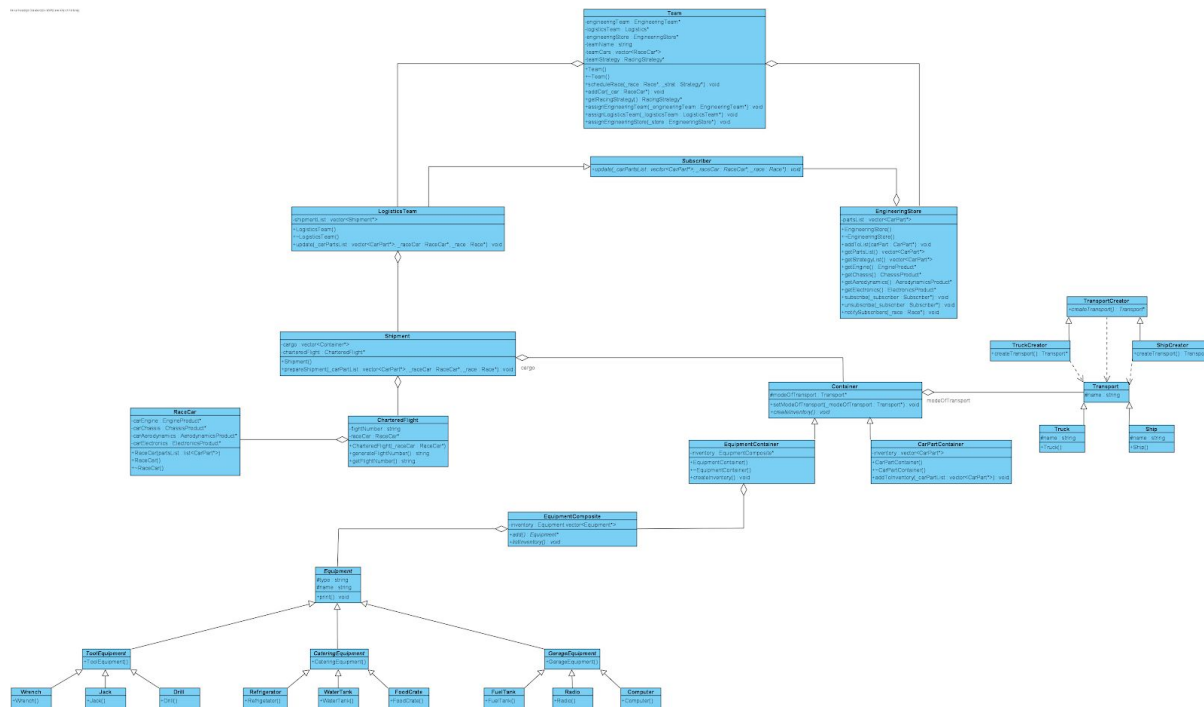 Team
-engineeringTeam EngineeringTeam*
-logisticsTeam Logistics*
-engineeringStore EngineeringStore*
-teamName string
-teamCars vector<RaceCar*>
-teamStrategy RacingStrategy*
+Team()
+~Team()
+scheduleRace(_race Race*, _strat Strategy*) void
+addCar(_car RaceCar*) void
+getRacingStrategy() RacingStrategy*
+assignEngineeringTeam(_engineeringTeam EngineeringTeam*) void
+assignLogisticsTeam(_logisticsTeam LogisticsTeam*) void
+assignEngineeringStore(_store EngineeringStore*) void
Subscriber
+update(_carPartsList vector<CarPart*>, _raceCar RaceCar*, _race Race*) void
LogisticsTeam
-shipmentList vector<Shipment*>
+LogisticsTeam()
+~LogisticsTeam()
+update(_carPartsList vector<CarPart*>, _raceCar RaceCar*, _race Race*) void
EngineeringStore
-partsList vector<CarPart*>
+EngineeringStore()
+~EngineeringStore()
+addToList(carPart CarPart*) void
+getPartsList() vector<CarPart*>
+getStrategyList() vector<CarPart*>
+getEngine() EngineProduct*
+getChassis() ChassisProduct*
+getAerodynamics() AerodynamicsProduct*
+getElectronics() ElectronicsProduct*
+subscribe(_subscriber Subscriber*) void
+unsubscribe(_subscriber Subscriber*) void
+notifySubscribers(_race Race*) void
TransportCreator
+createTransport() Transport*
TruckCreator
+createTransport() Transport*
ShipCreator
+createTransport() Transport
Shipment
-cargo vector<Container*>
-charteredFlight CharteredFlight*
+Shipment()
+prepareShipment(_carPartList vector<CarPart*>, _raceCar RaceCar*, _race Race*) void
cargo
Container
#modeOfTransport Transport*
+setModeOfTransport(_modeOfTransport Transport*) void
+createInventory() void
modeOfTransport
Transport
#name string
Truck
#name string
+Truck()
Ship
#name string
+Ship()
RaceCar
-carEngine EngineProduct*
-carChassis ChassisProduct*
-carAerodynamics AerodynamicsProduct*
-carElectronics ElectronicsProduct*
+RaceCar(partsList list<CarPart*>)
+RaceCar()
+~RaceCar()
CharteredFlight
-flightNumber string
-raceCar RaceCar*
+CharteredFlight(_raceCar RaceCar*)
+generateFlightNumber() string
+getFlightNumber() string
EquipmentContainer
-inventory EquipmentComposite*
+EquipmentContainer()
+~EquipmentContainer()
+createInventory() void
CarPartContainer
-inventory vector<CarPart*>
+CarPartContainer()
+~CarPartContainer()
+addToInventory(_carPartList vector<CarPart*>) void
EquipmentComposite
-inventory Equipment vector<Equipment*>
+add() Equipment*
+listInventory() void
Equipment
#type string
#name string
+print() void
ToolEquipment
+ToolEquipment()
CateringEquipment
+CateringEquipment()
GarageEquipment
+GarageEquipment()
Wrench
+Wrench()
Jack
+Jack()
Drill
+Drill()
Refrigerator
+Refrigerator()
WaterTank
+WaterTank()
FoodCrate
+FoodCrate()
FuelTank
+FuelTank()
Radio
+Radio()
Computer
+Computer()